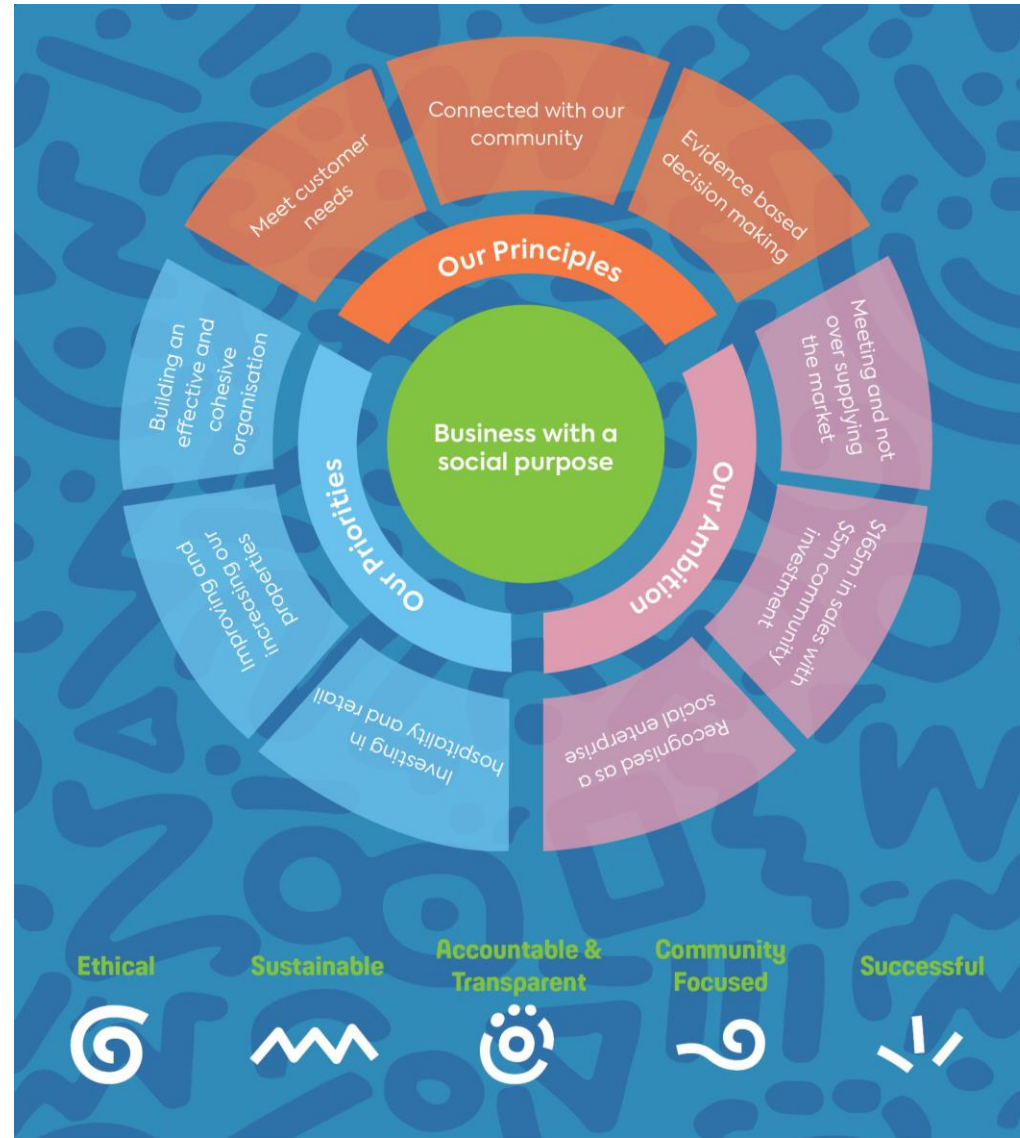 Connected with our
community
Evidence based
decision making
Meet customer
needs
Our Principles
Business with a
social purpose
Meeting and not
over supplying
the market
$165m in sales with
$5m community
investment
Recognised as a
social enterprise
Our Ambition
Building an
effective and
cohesive
organisation
Improving and
increasing our
properties
Investing in
hospitality and retail
Our Priorities
Ethical
Sustainable
Accountable &
Transparent
Community
Focused
Successful